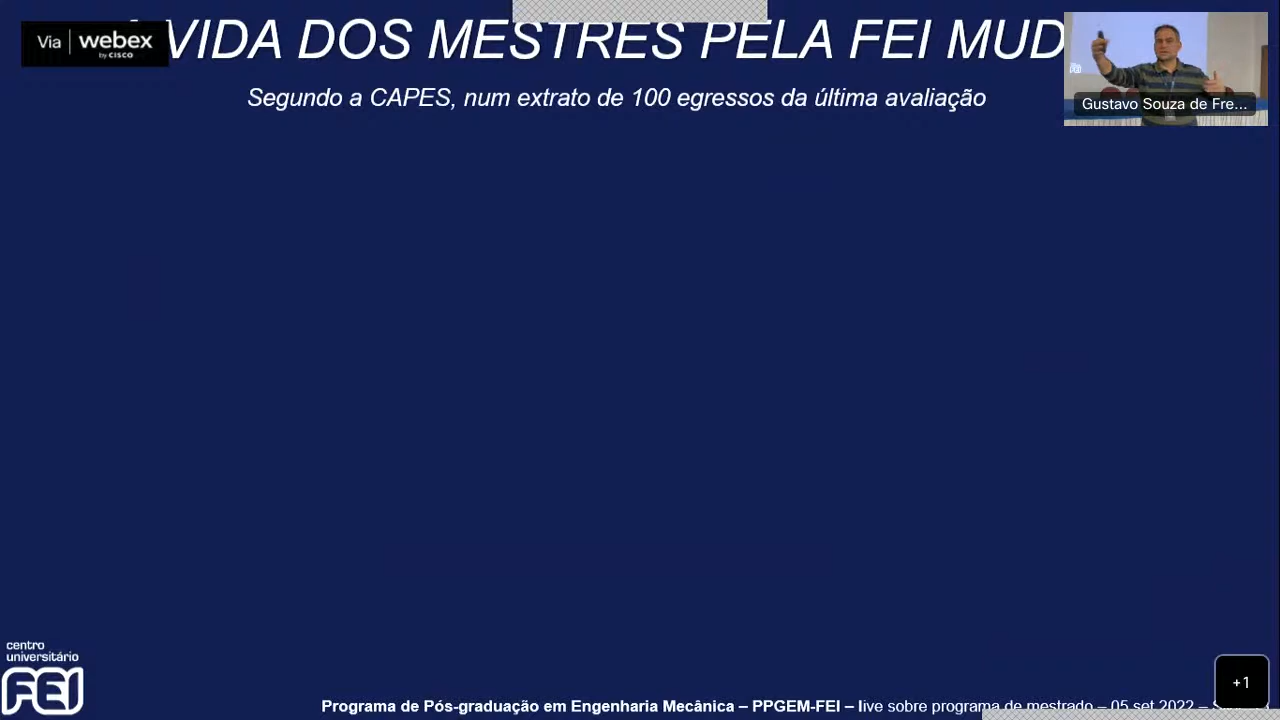 VIDA DOS MESTRES PELA FEI MUD
Via webex
by CISCO
Segundo a CAPES, num extrato de 100 egressos da última avaliação
Gustavo Souza de Fre...
centro
universitário
FEI
+1
Programa de Pós-graduação em Engenharia Mecânica – PPGEM-FEI – live sobre programa de mestrado – 05 set 2022 –